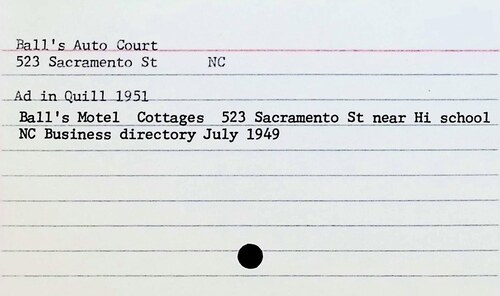 Ball's Auto Court
523 Sacramento St NC
Ad in Quill 1951
Ball's Motel Cottages 523 Sacramento St near Hi school
NC Business directory July 1949